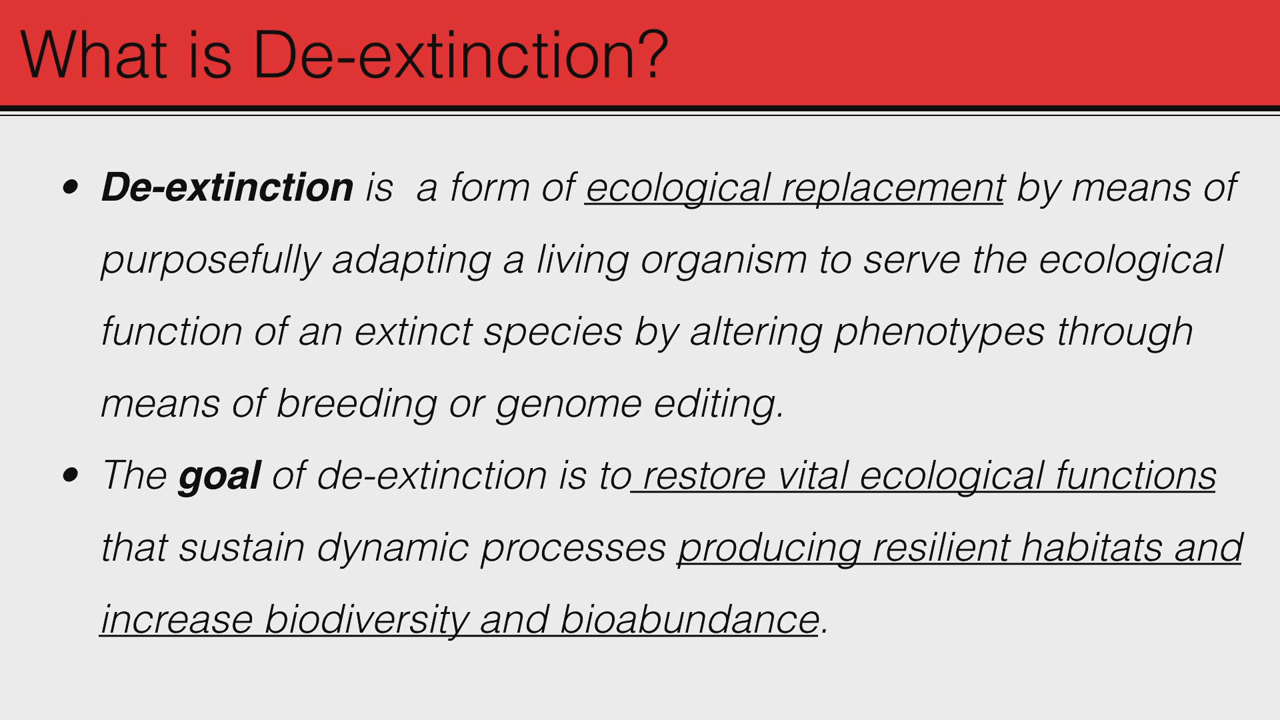 What is De-extinction?
• De-extinction is  a form of ecological replacement by means of
purposefully adapting a living organism to serve the ecological
function of an extinct species by altering phenotypes through
means of breeding or genome editing.
• The goal of de-extinction is to restore vital ecological functions
that sustain dynamic processes producing resilient habitats and
increase biodiversity and bioabundance.